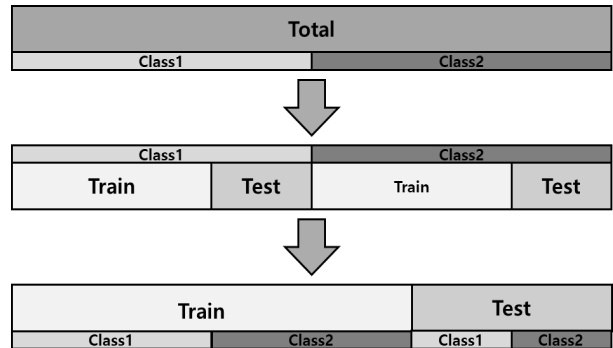 Total
Class1 Class2
Class1 Class2
Train Test Train Test
Train Test
Class1 Class2 Class1 Class2